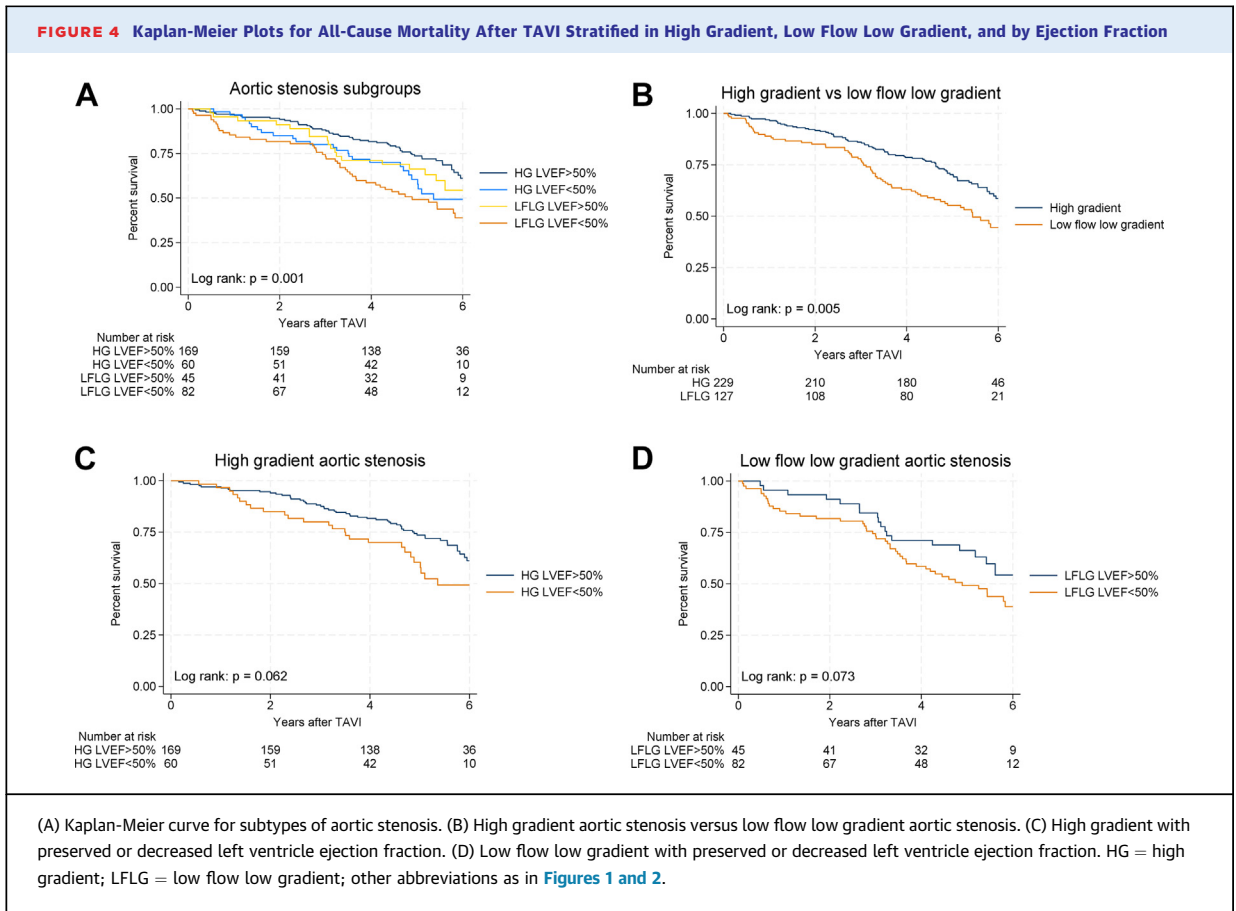 FIGURE 4 Kaplan-Meier Plots for All-Cause Mortality After TAVI Stratified in High Gradient, Low Flow Low Gradient, and by Ejection Fraction
A
Aortic stenosis subgroups
Percent survival
1.00
0.75
0.50
0.25
0.00
Log rank: p = 0.001
0 2 4 6
Years after TAVI
HG LVEF>50%
HG LVEF<50%
LFLG LVEF>50%
LFLG LVEF<50%
Number at risk
HG LVEF>50% 169 159 138 36
HG LVEF<50% 60 51 42 10
LFLG LVEF>50% 45 41 32 9
LFLG LVEF<50% 82 67 48 12
B
High gradient vs low flow low gradient
Percent survival
1.00
0.75
0.50
0.25
0.00
Log rank: p = 0.005
0 2 4 6
Years after TAVI
High gradient
Low flow low gradient
Number at risk
HG 229 210 180 46
LFLG 127 108 80 21
C
High gradient aortic stenosis
Percent survival
1.00
0.75
0.50
0.25
0.00
Log rank: p = 0.062
0 2 4 6
Years after TAVI
HG LVEF>50%
HG LVEF<50%
Number at risk
HG LVEF>50% 169 159 138 36
HG LVEF<50% 60 51 42 10
D
Low flow low gradient aortic stenosis
Percent survival
1.00
0.75
0.50
0.25
0.00
Log rank: p = 0.073
0 2 4 6
Years after TAVI
LFLG LVEF>50%
LFLG LVEF<50%
Number at risk
LFLG LVEF>50% 45 41 32 9
LFLG LVEF<50% 82 67 48 12
(A) Kaplan-Meier curve for subtypes of aortic stenosis. (B) High gradient aortic stenosis versus low flow low gradient aortic stenosis. (C) High gradient with
preserved or decreased left ventricle ejection fraction. (D) Low flow low gradient with preserved or decreased left ventricle ejection fraction. HG = high
gradient; LFLG = low flow low gradient; other abbreviations as in Figures 1 and 2.